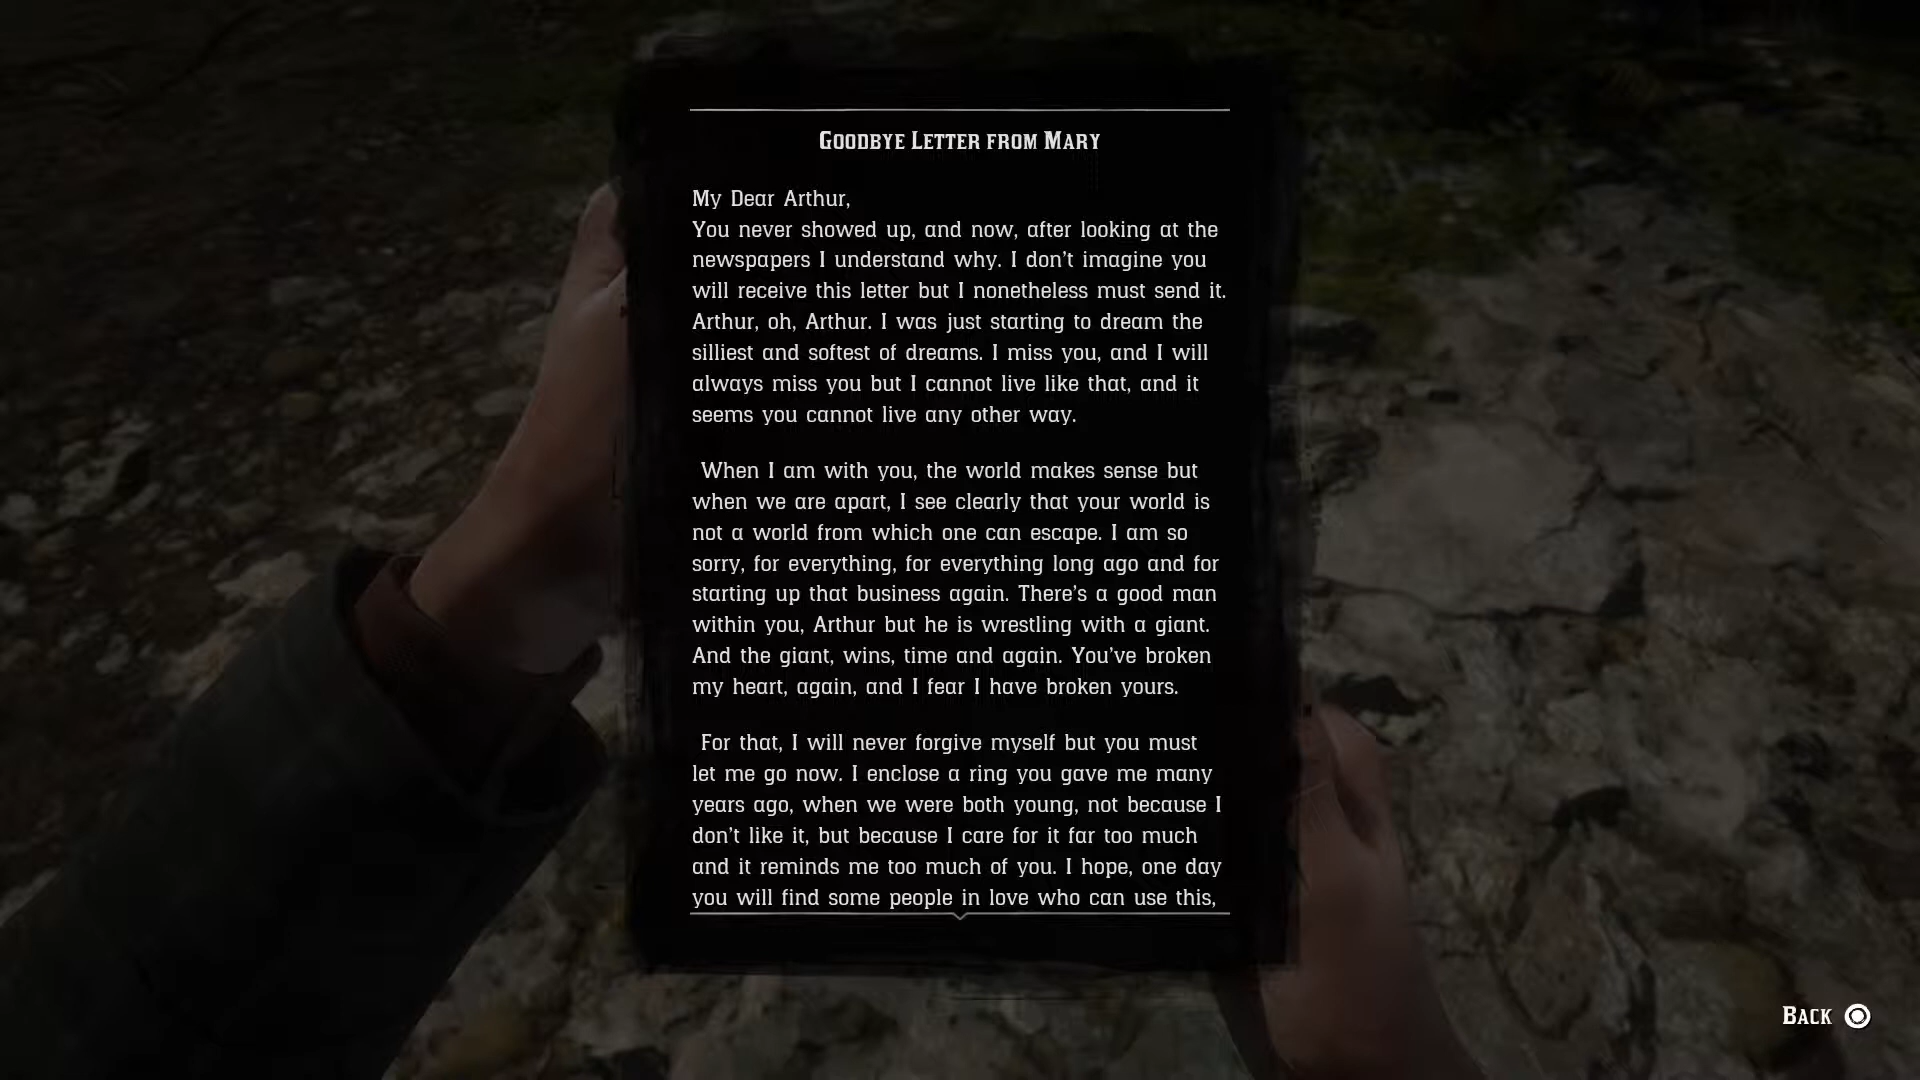 Goodbye Letter from Mary
My Dear Arthur,
You never showed up, and now, after looking at the
newspapers I understand why. I don't imagine you
will receive this letter but I nonetheless must send it.
Arthur, oh, Arthur. I was just starting to dream the
silliest and softest of dreams. I miss you, and I will
always miss you but I cannot live like that, and it
seems you cannot live any other way.
When I am with you, the world makes sense but
when we are apart, I see clearly that your world is
not a world from which one can escape. I am so
sorry, for everything, for everything long ago and for
starting up that business again. There's a good man
within you, Arthur but he is wrestling with a giant.
And the giant, wins, time and again. You've broken
my heart, again, and I fear I have broken yours.
For that, I will never forgive myself but you must
let me go now. I enclose a ring you gave me many
years ago, when we were both young, not because I
don't like it, but because I care for it far too much
and it reminds me too much of you. I hope, one day
you will find some people in love who can use this,
Back